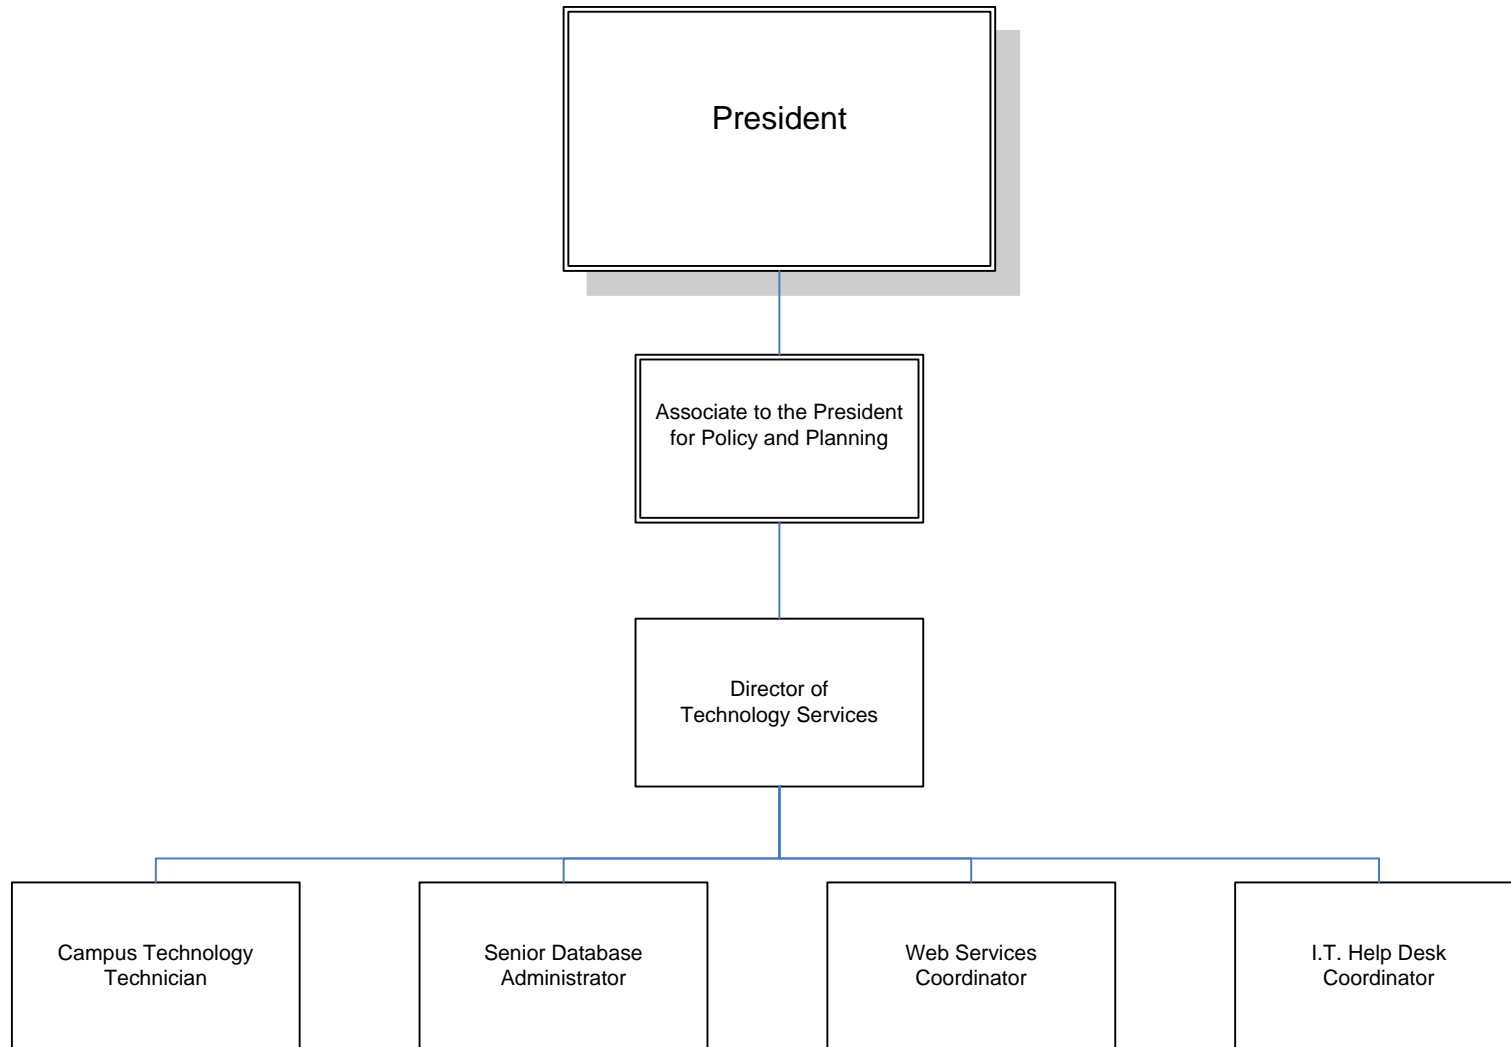 President
Associate to the President
for Policy and Planning
Director of
Technology Services
Campus Technology
Technician
Senior Database
Administrator
Web Services
Coordinator
I.T. Help Desk
Coordinator